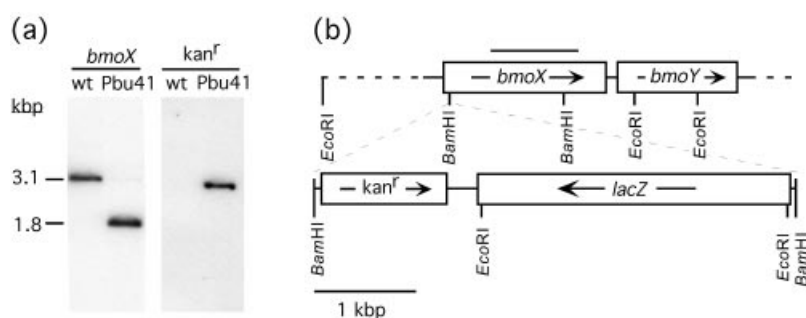 (a)
bmoX kanʳ
wt Pbu41 wt Pbu41
kbp
3.1
1.8
(b)
bmoX bmoY
EcoRI BamHI BamHI EcoRI EcoRI
kanʳ lacZ
BamHI EcoRI EcoRI BamHI
1 kbp